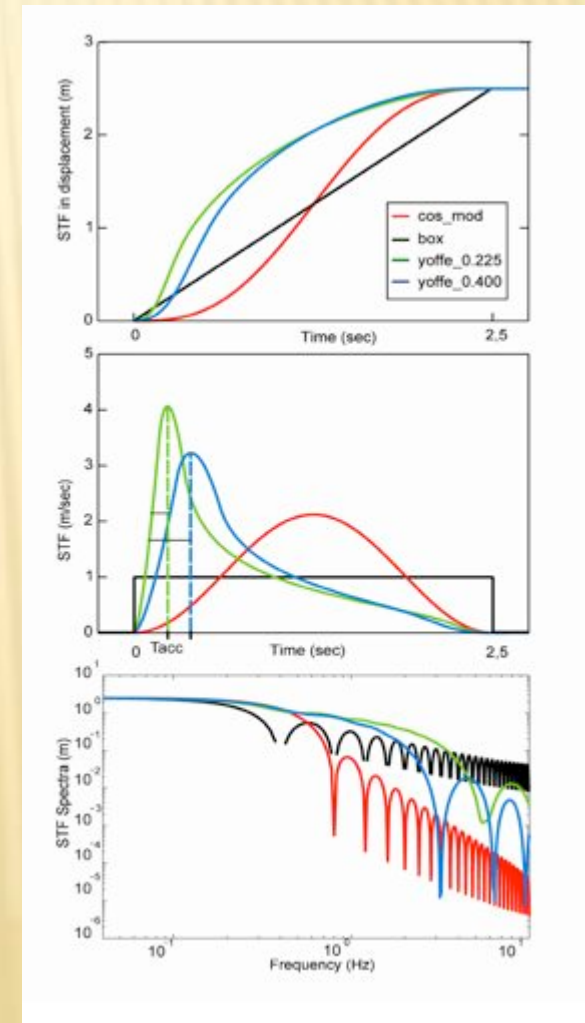 3
2
1
0
STF in displacement (m)
cos_mod
box
yoffe_0.225
yoffe_0.400
0
2.5
Time (sec)
5
4
3
2
1
0
STF (m/sec)
0
Tacc
Time (sec)
2,5
10^1
10^0
10^-1
10^-2
10^-3
10^-4
10^-5
10^-6
STF Spectra (m)
10^-1
10^0
10^1
Frequency (Hz)